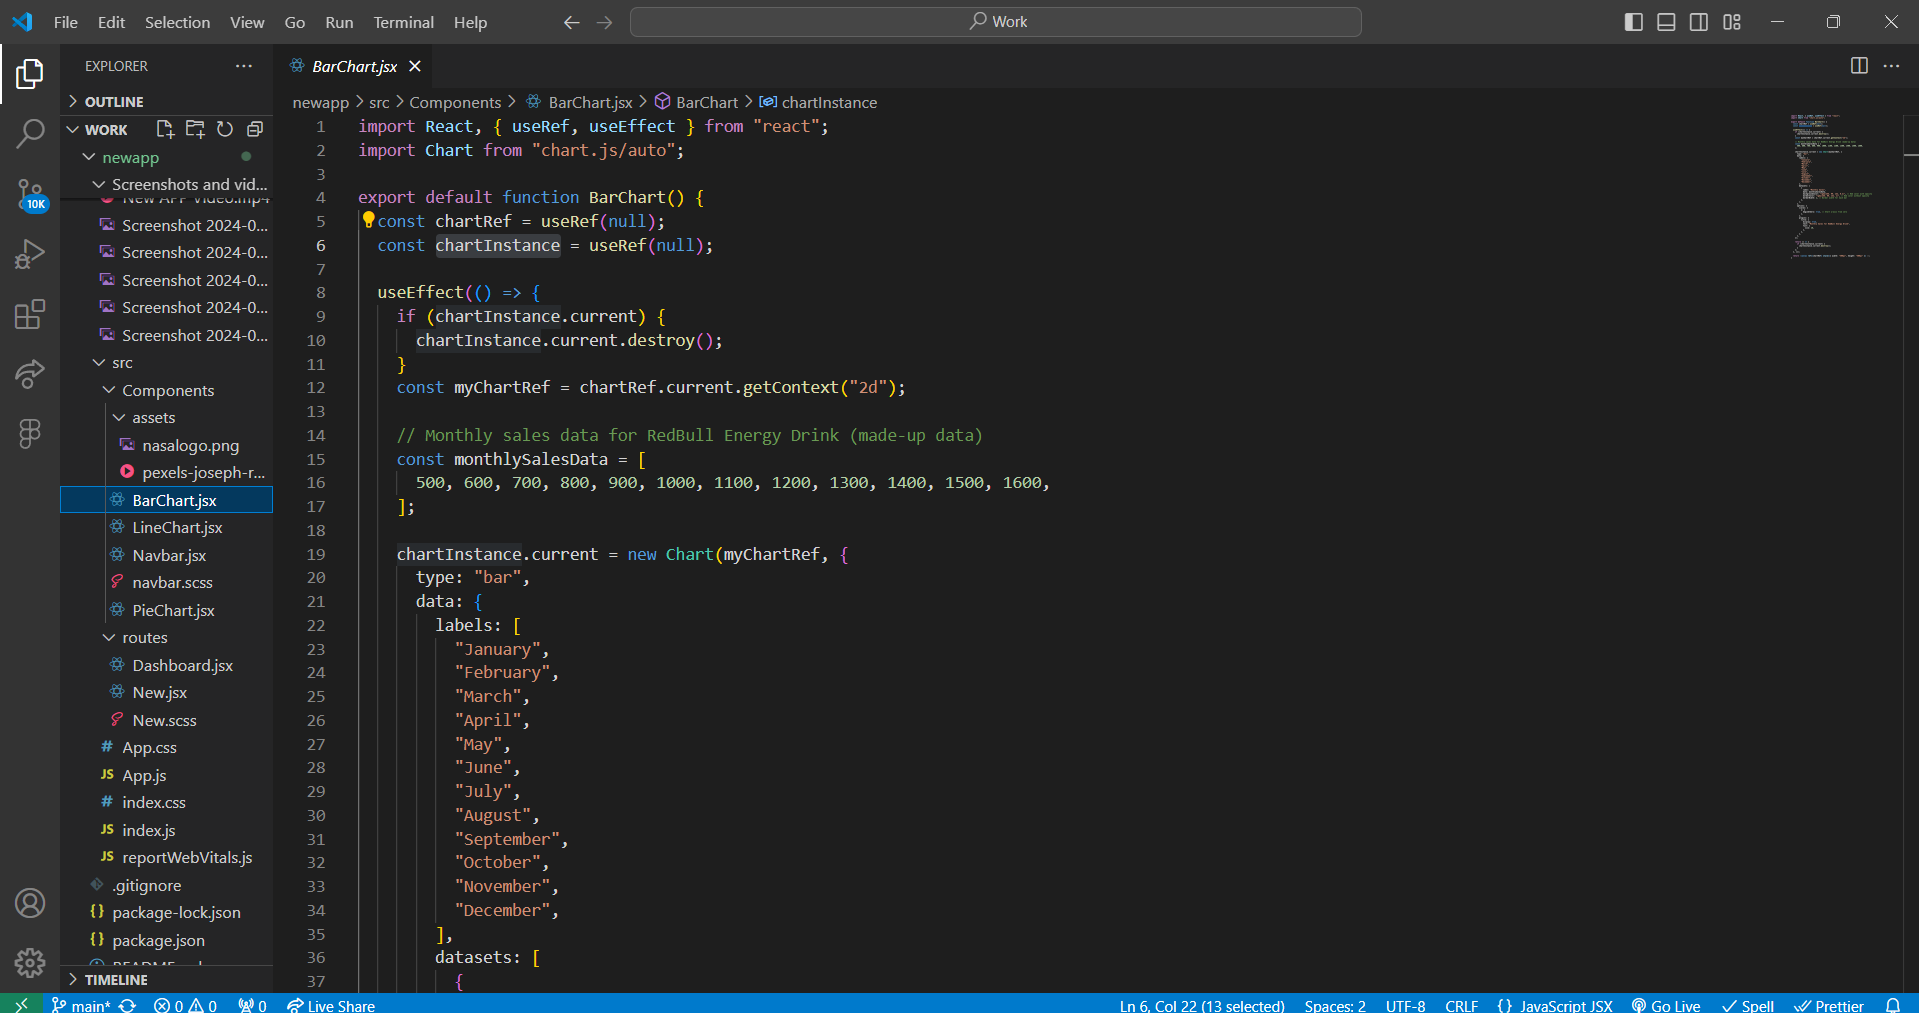 File Edit Selection View Go Run Terminal Help
Work
EXPLORER
OUTLINE
WORK
newapp
Screenshots and vid...
New APP Video.mp4
Screenshot 2024-0...
Screenshot 2024-0...
Screenshot 2024-0...
Screenshot 2024-0...
Screenshot 2024-0...
src
Components
assets
nasalogo.png
pexels-joseph-r...
BarChart.jsx
LineChart.jsx
Navbar.jsx
navbar.scss
PieChart.jsx
routes
Dashboard.jsx
New.jsx
New.scss
# App.css
JS App.js
# index.css
JS index.js
JS reportWebVitals.js
.gitignore
{} package-lock.json
{} package.json
TIMELINE
10K
BarChart.jsx
newapp > src > Components > BarChart.jsx > BarChart > chartInstance
1 import React, { useRef, useEffect } from "react";
2 import Chart from "chart.js/auto";
3
4 export default function BarChart() {
5 const chartRef = useRef(null);
6 const chartInstance = useRef(null);
7
8 useEffect(() => {
9 if (chartInstance.current) {
10 chartInstance.current.destroy();
11 }
12 const myChartRef = chartRef.current.getContext("2d");
13
14 // Monthly sales data for RedBull Energy Drink (made-up data)
15 const monthlySalesData = [
16 500, 600, 700, 800, 900, 1000, 1100, 1200, 1300, 1400, 1500, 1600,
17 ];
18
19 chartInstance.current = new Chart(myChartRef, {
20 type: "bar",
21 data: {
22 labels: [
23 "January",
24 "February",
25 "March",
26 "April",
27 "May",
28 "June",
29 "July",
30 "August",
31 "September",
32 "October",
33 "November",
34 "December",
35 ],
36 datasets: [
37 {
main* 0 0 0 Live Share Ln 6, Col 22 (13 selected) Spaces: 2 UTF-8 CRLF {} JavaScript JSX Go Live Spell Prettier